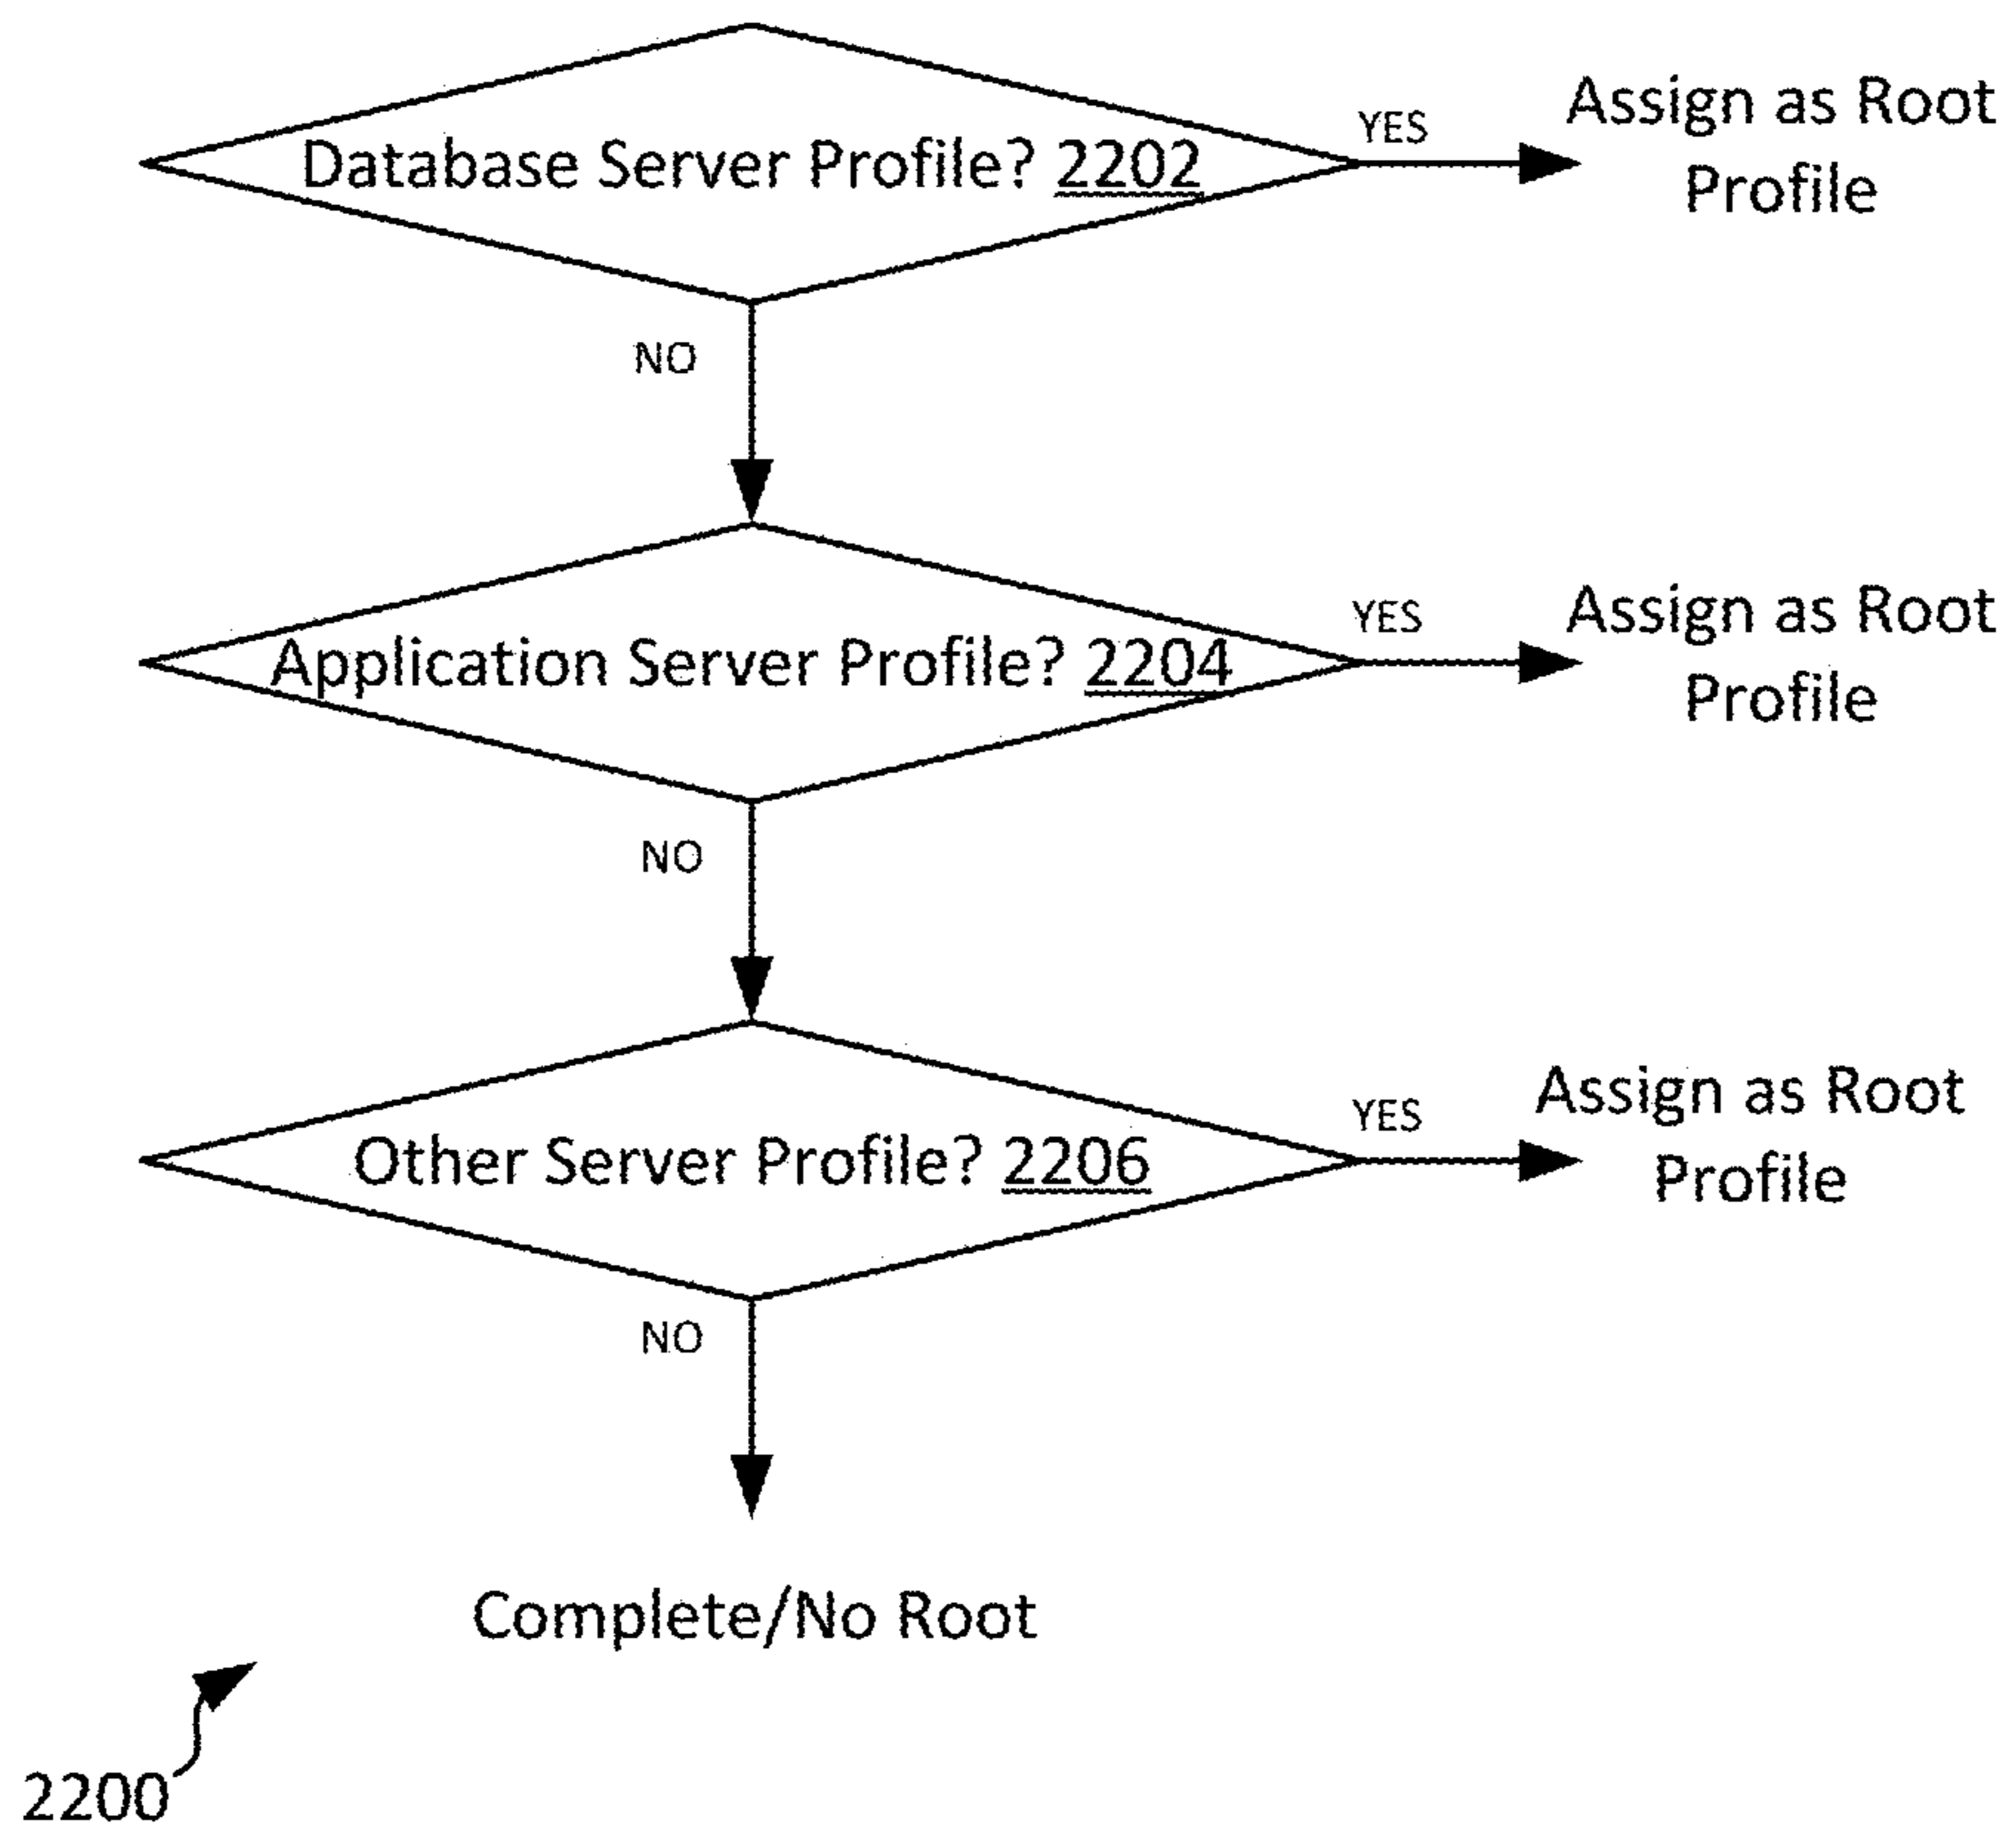 Database Server Profile? 2202
YES
Assign as Root
Profile
NO
Application Server Profile? 2204
YES
Assign as Root
Profile
NO
Other Server Profile? 2206
YES
Assign as Root
Profile
NO
Complete/No Root
2200